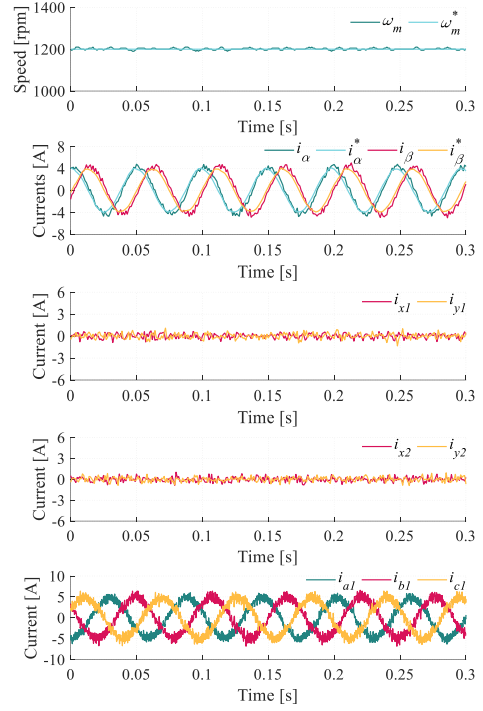 1400
ω_m ω_m^*
1200
1000
Speed [rpm]
0 0.05 0.1 0.15 0.2 0.25 0.3
Time [s]
8
i_α i_α^* i_β i_β^*
4
0
-4
-8
Currents [A]
0 0.05 0.1 0.15 0.2 0.25 0.3
Time [s]
6
i_x1 i_y1
3
0
-3
-6
Current [A]
0 0.05 0.1 0.15 0.2 0.25 0.3
Time [s]
6
i_x2 i_y2
3
0
-3
-6
Current [A]
0 0.05 0.1 0.15 0.2 0.25 0.3
Time [s]
10
i_a1 i_b1 i_c1
5
0
-5
-10
Current [A]
0 0.05 0.1 0.15 0.2 0.25 0.3
Time [s]